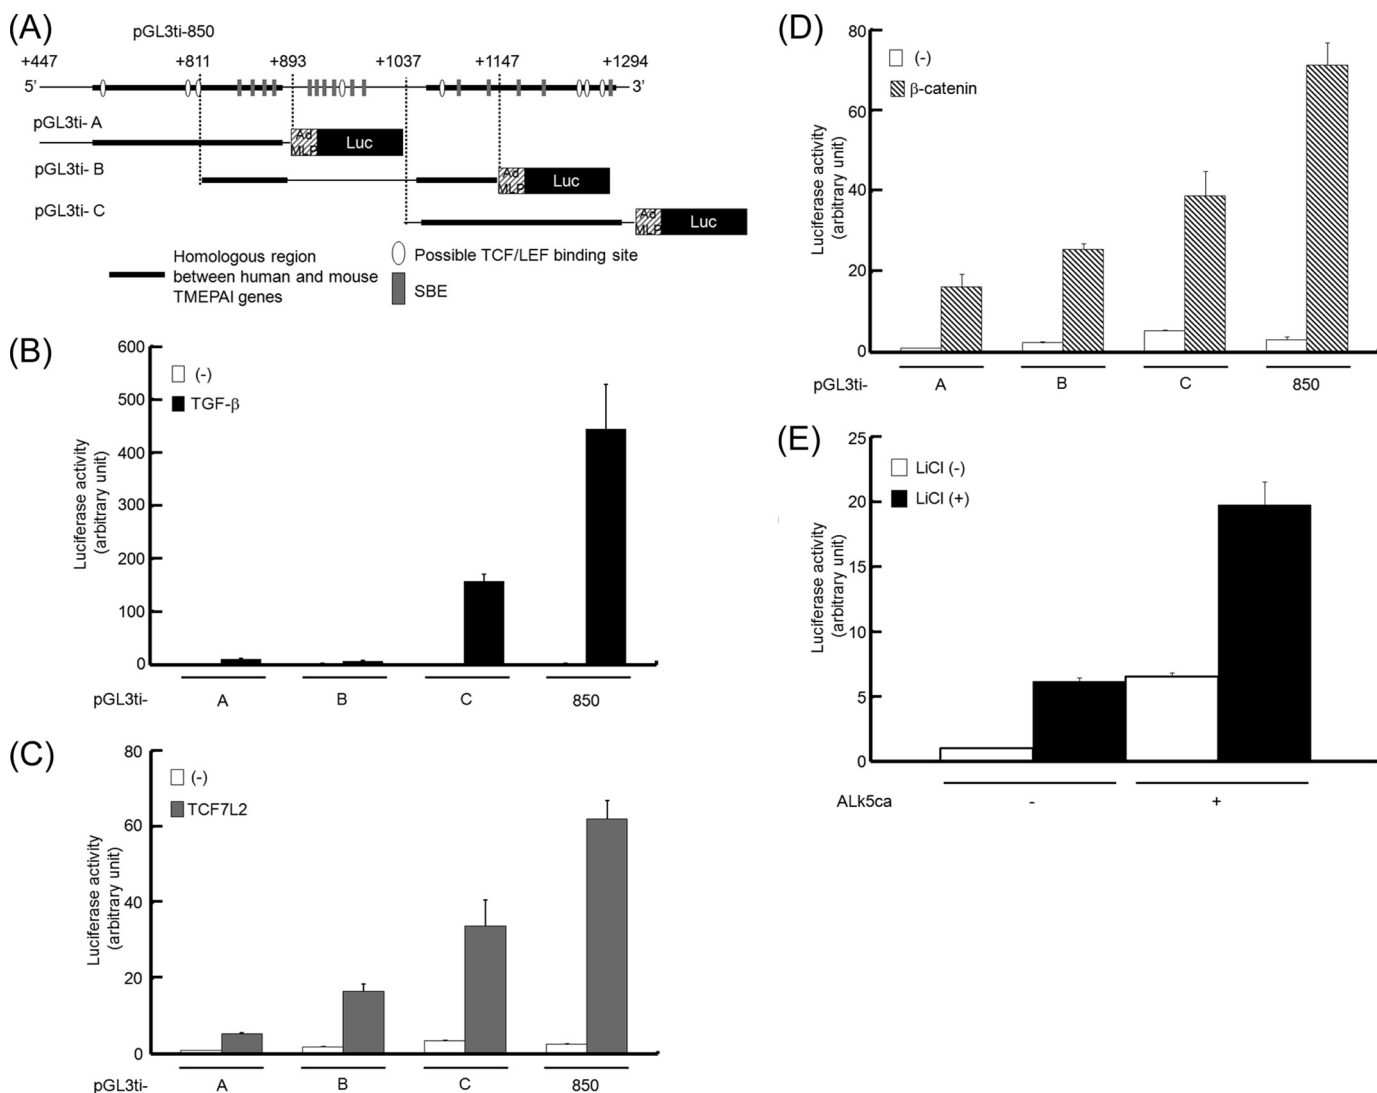 (A)
pGL3ti-850
+447 +811 +893 +1037 +1147 +1294
5' 3'
pGL3ti- A
Ad MLP Luc
pGL3ti- B
Ad MLP Luc
pGL3ti- C
Ad MLP Luc
Homologous region
between human and mouse
TMEPAI genes
Possible TCF/LEF binding site
SBE
(B)
Luciferase activity
(arbitrary unit)
600
500
400
300
200
100
0
(-)
TGF-β
pGL3ti- A B C 850
(C)
Luciferase activity
(arbitrary unit)
80
60
40
20
0
(-)
TCF7L2
pGL3ti- A B C 850
(D)
Luciferase activity
(arbitrary unit)
80
60
40
20
0
(-)
β-catenin
pGL3ti- A B C 850
(E)
Luciferase activity
(arbitrary unit)
25
20
15
10
5
0
LiCl (-)
LiCl (+)
ALk5ca - +